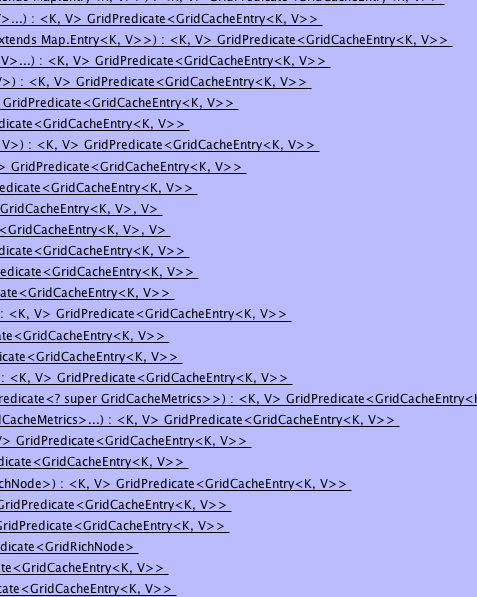 V>...) : <K, V> GridPredicate<GridCacheEntry<K, V>>
xtends Map.Entry<K, V>>) : <K, V> GridPredicate<GridCacheEntry<K, V>>
V>...) : <K, V> GridPredicate<GridCacheEntry<K, V>>
V>) : <K, V> GridPredicate<GridCacheEntry<K, V>>
GridPredicate<GridCacheEntry<K, V>>
dicate<GridCacheEntry<K, V>>
V>) : <K, V> GridPredicate<GridCacheEntry<K, V>>
> GridPredicate<GridCacheEntry<K, V>>
redicate<GridCacheEntry<K, V>>
GridCacheEntry<K, V>, V>
<GridCacheEntry<K, V>, V>
dicate<GridCacheEntry<K, V>>
redicate<GridCacheEntry<K, V>>
ate<GridCacheEntry<K, V>>
: <K, V> GridPredicate<GridCacheEntry<K, V>>
te<GridCacheEntry<K, V>>
icate<GridCacheEntry<K, V>>
: <K, V> GridPredicate<GridCacheEntry<K, V>>
redicate<? super GridCacheMetrics>>) : <K, V> GridPredicate<GridCacheEntry<K
dCacheMetrics>...) : <K, V> GridPredicate<GridCacheEntry<K, V>>
V> GridPredicate<GridCacheEntry<K, V>>
dicate<GridCacheEntry<K, V>>
chNode>) : <K, V> GridPredicate<GridCacheEntry<K, V>>
GridPredicate<GridCacheEntry<K, V>>
GridPredicate<GridCacheEntry<K, V>>
dicate<GridRichNode>
te<GridCacheEntry<K, V>>
cate<GridCacheEntry<K, V>>